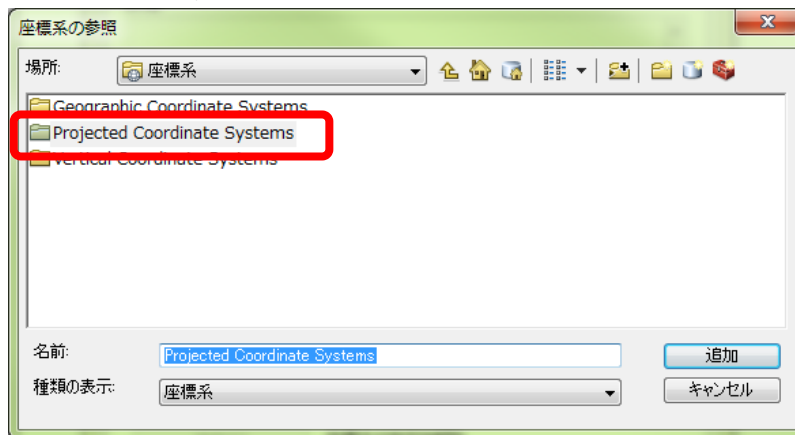 座標系の参照
場所:
座標系
Geographic Coordinate Systems
Projected Coordinate Systems
Vertical Coordinate Systems
名前:
Projected Coordinate Systems
追加
種類の表示:
座標系
キャンセル